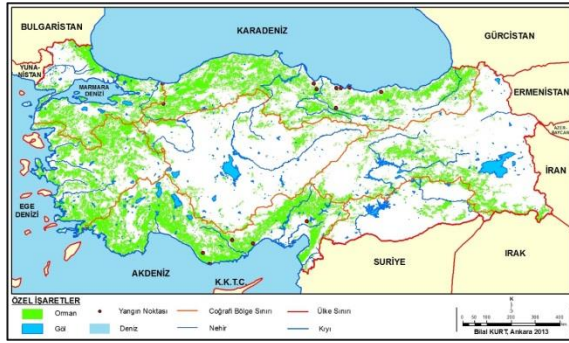 BULGARİSTAN
KARADENİZ
GÜRCİSTAN
YUNA-
NİSTAN
MARMARA
DENİZİ
ERMENİSTAN
AZER-
BAYCAN
İRAN
EGE
DENİZİ
AKDENİZ
K.K.T.C.
SURİYE
IRAK
ÖZEL İŞARETLER
Orman
Yangın Noktası
Coğrafi Bölge Sınırı
Ülke Sınırı
Göl
Deniz
Nehir
Kıyı
K
Bilal KURT, Ankara 2013